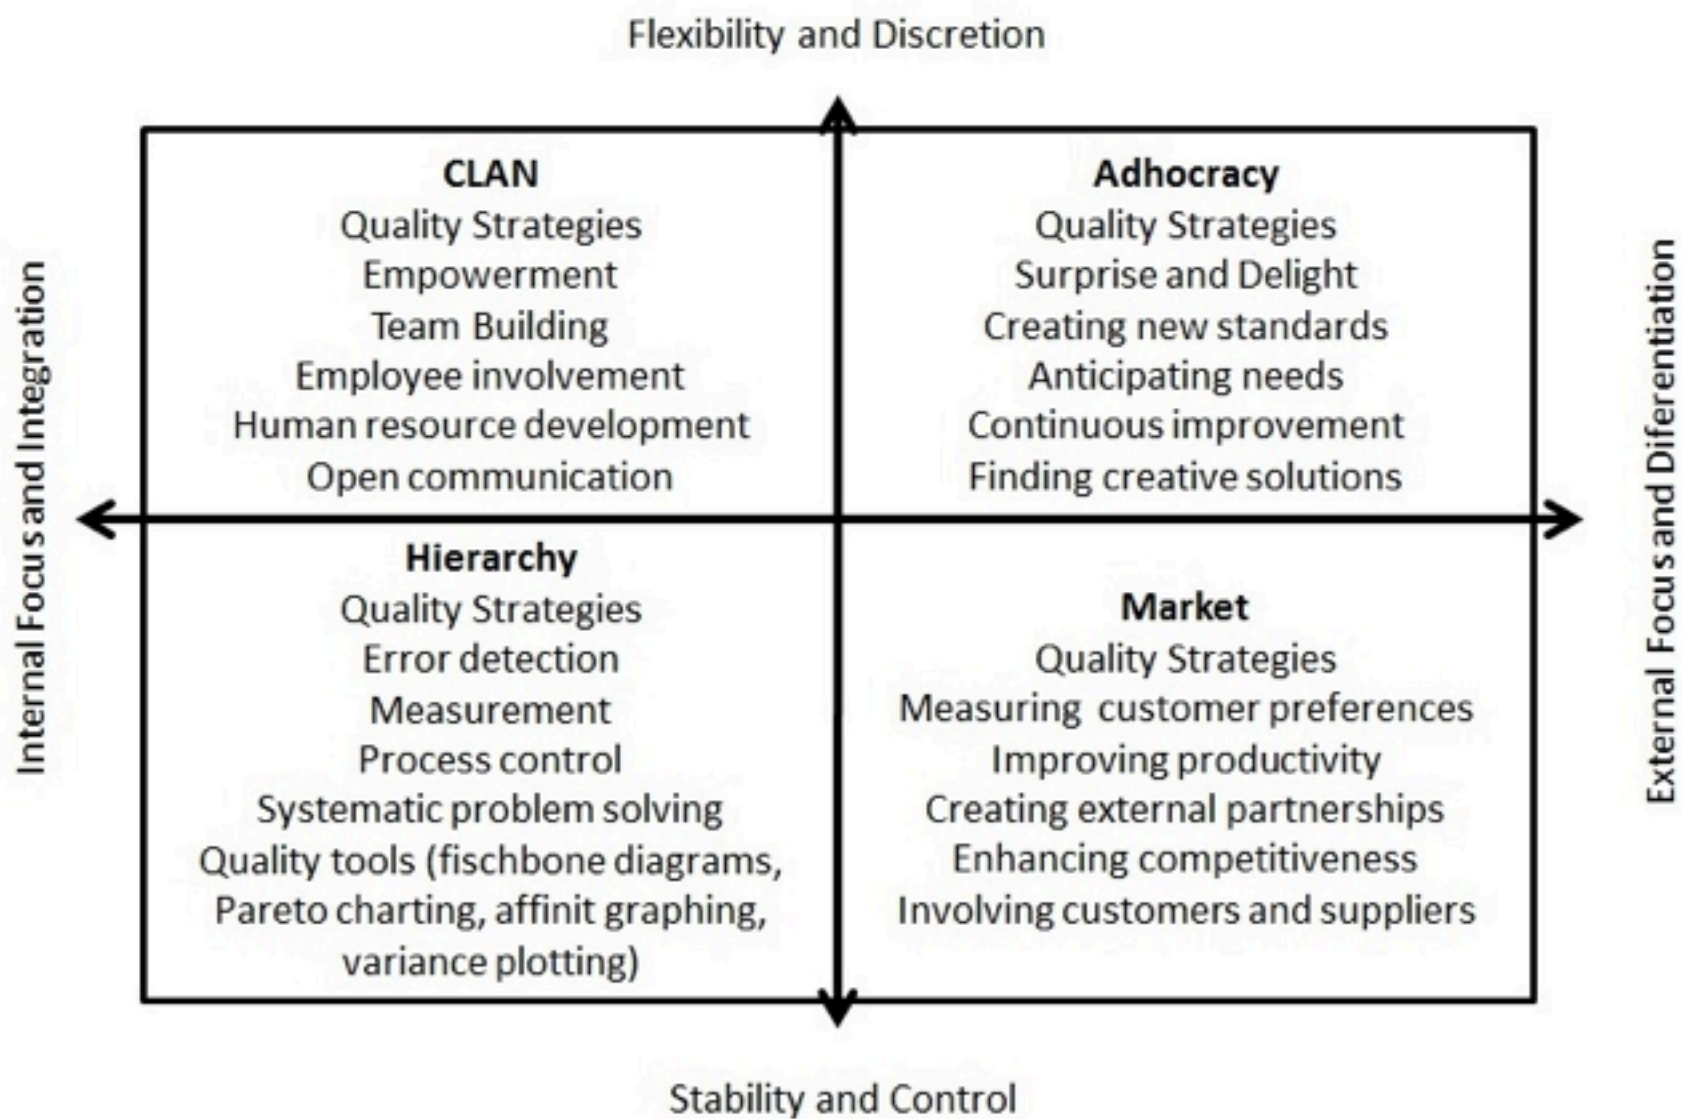 Flexibility and Discretion
Internal Focus and Integration
CLAN
Quality Strategies
Empowerment
Team Building
Employee involvement
Human resource development
Open communication
Adhocracy
Quality Strategies
Surprise and Delight
Creating new standards
Anticipating needs
Continuous improvement
Finding creative solutions
Hierarchy
Quality Strategies
Error detection
Measurement
Process control
Systematic problem solving
Quality tools (fischbone diagrams,
Pareto charting, affinit graphing,
variance plotting)
Market
Quality Strategies
Measuring customer preferences
Improving productivity
Creating external partnerships
Enhancing competitiveness
Involving customers and suppliers
External Focus and Diferentiation
Stability and Control